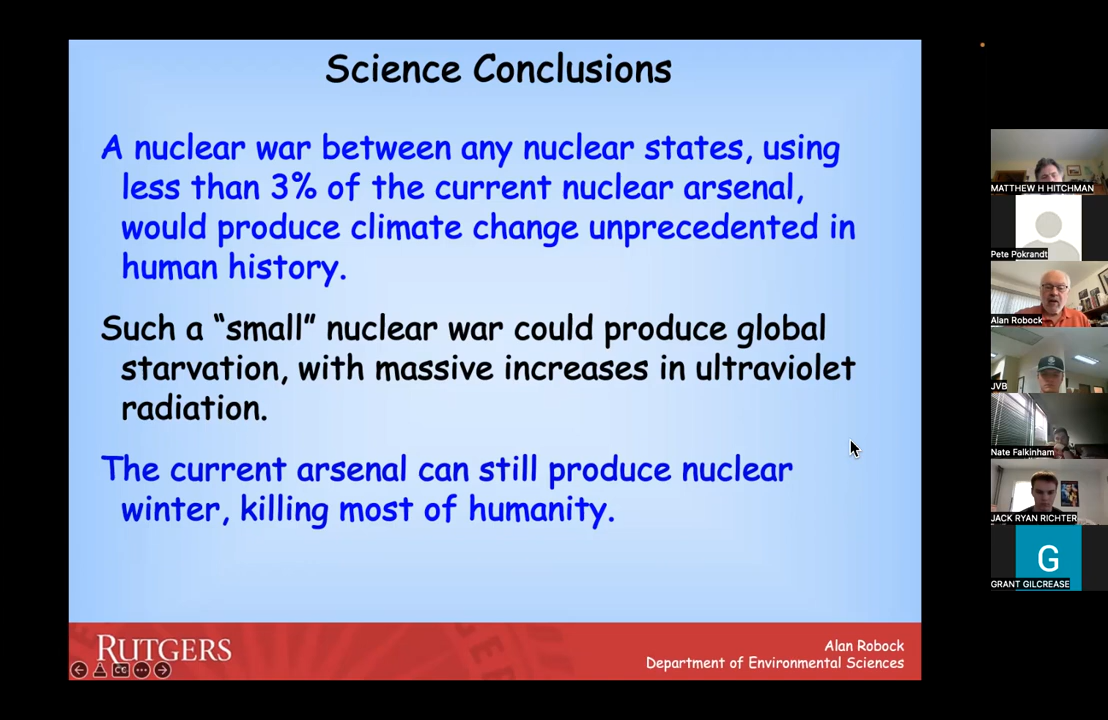 Science Conclusions
A nuclear war between any nuclear states, using
less than 3% of the current nuclear arsenal,
would produce climate change unprecedented in
human history.
Such a “small” nuclear war could produce global
starvation, with massive increases in ultraviolet
radiation.
The current arsenal can still produce nuclear
winter, killing most of humanity.
RUTGERS
CC
Alan Robock
Department of Environmental Sciences
MATTHEW H HITCHMAN
Pete Pokrandt
Alan Robock
JVB
Nate Falkinham
JACK RYAN RICHTER
G
GRANT GILCREASE